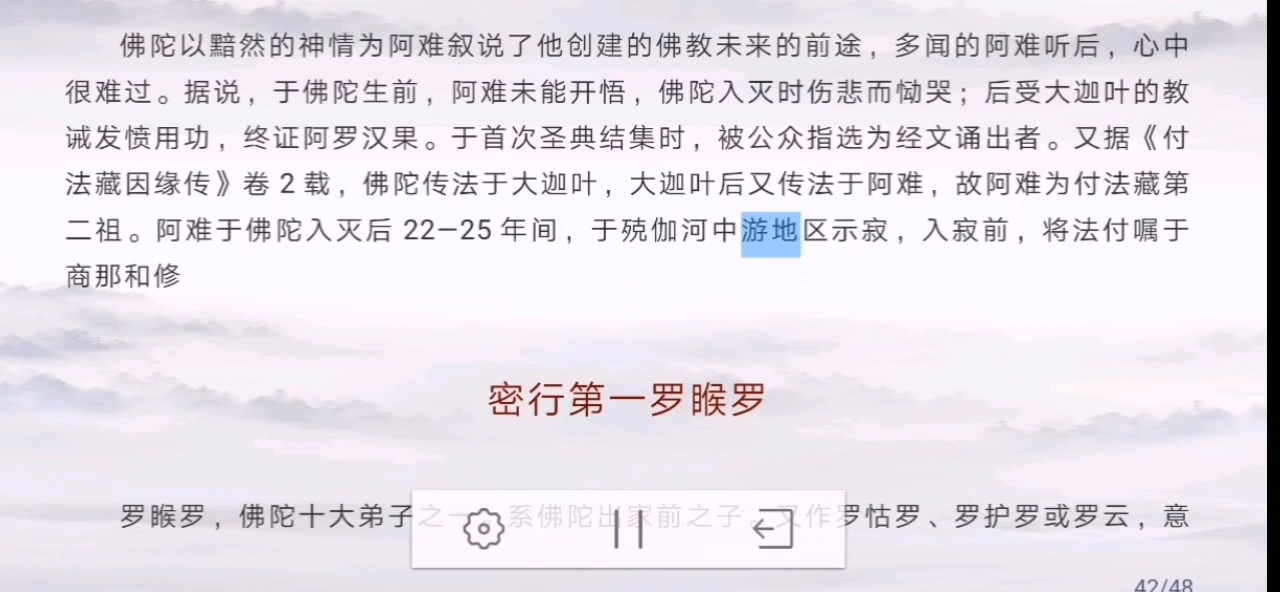 佛陀以黯然的神情为阿难叙说了他创建的佛教未来的前途，多闻的阿难听后，心中
很难过。据说，于佛陀生前，阿难未能开悟，佛陀入灭时伤悲而恸哭；后受大迦叶的教
诫发愤用功，终证阿罗汉果。于首次圣典结集时，被公众指选为经文诵出者。又据《付
法藏因缘传》卷 2 载，佛陀传法于大迦叶，大迦叶后又传法于阿难，故阿难为付法藏第
二祖。阿难于佛陀入灭后 22—25 年间，于殑伽河中游地区示寂，入寂前，将法付嘱于
商那和修
密行第一罗睺罗
罗睺罗，佛陀十大弟子之一，系佛陀出家前之子。又作罗怙罗、罗护罗或罗云，意
42/48